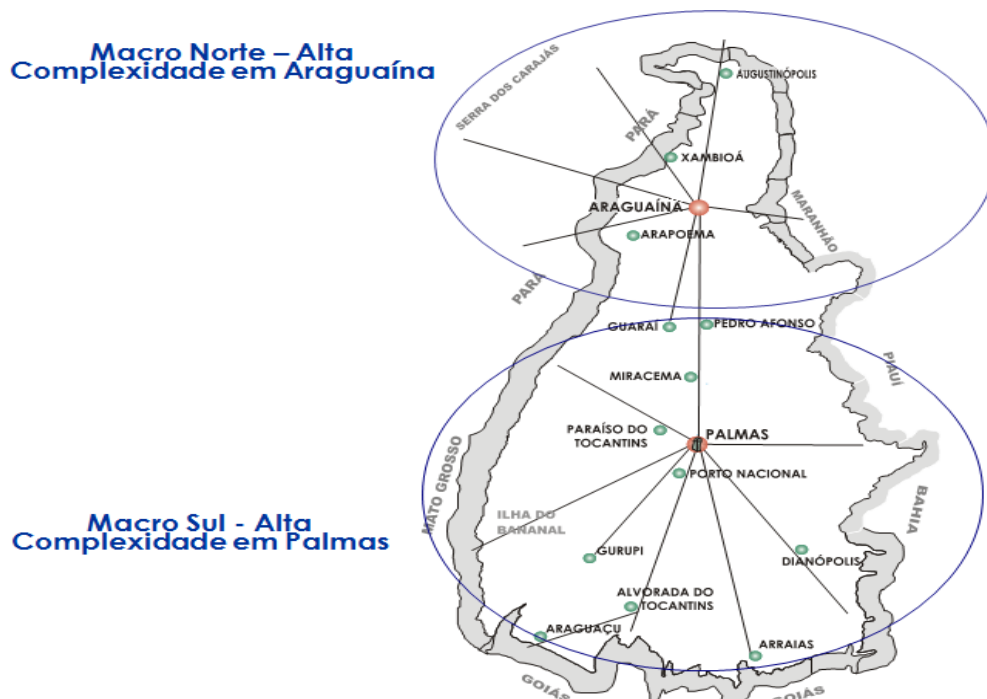 Macro Norte – Alta
Complexidade em Araguaína
SERRA DOS CARAJÁS
PARÁ
AUGUSTINÓPOLIS
XAMBIOÁ
ARAGUAÍNA
MARANHÃO
ARAPOEMA
PARÁ
GUARAI
PEDRO AFONSO
PIAUÍ
MIRACEMA
PARAÍSO DO
TOCANTINS
PALMAS
MATO GROSSO
PORTO NACIONAL
BAHIA
ILHA DO
BANANAL
Macro Sul - Alta
Complexidade em Palmas
GURUPI
DIANÓPOLIS
ALVORADA DO
TOCANTINS
ARAGUAÇU
ARRAIAS
GOIÁS
GOIÁS